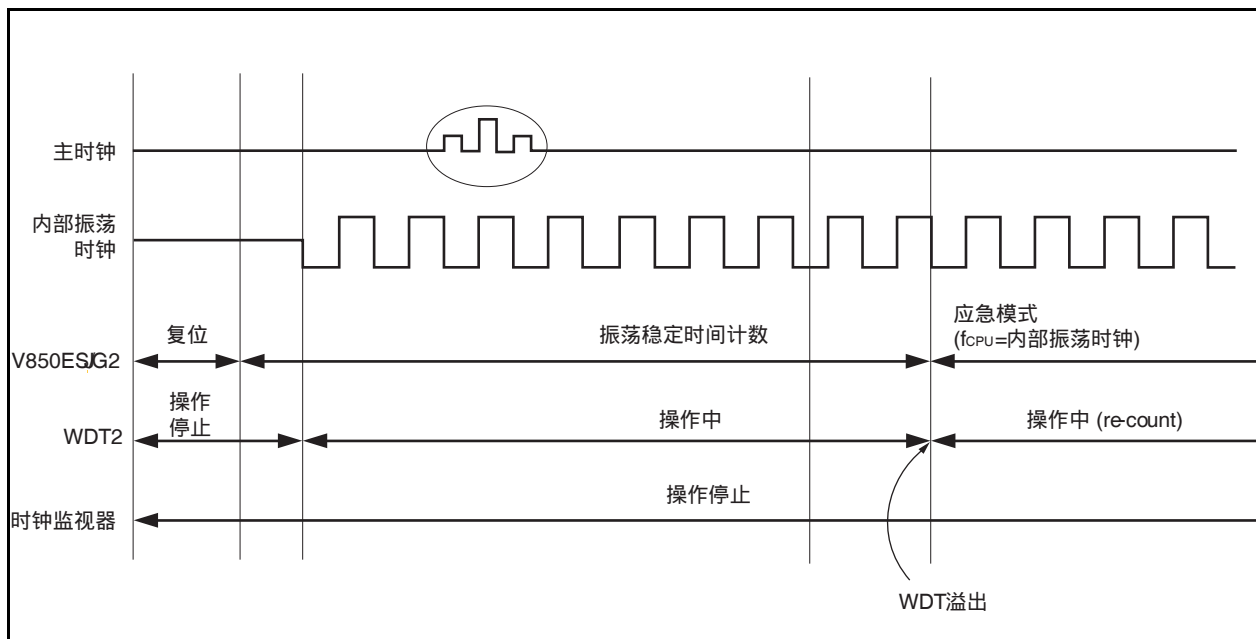 主时钟
内部振荡
时钟
复位
振荡稳定时间计数
应急模式
(fCPU=内部振荡时钟)
V850ES/JG2
操作
停止
操作中
操作中 (re-count)
WDT2
操作停止
时钟监视器
WDT溢出